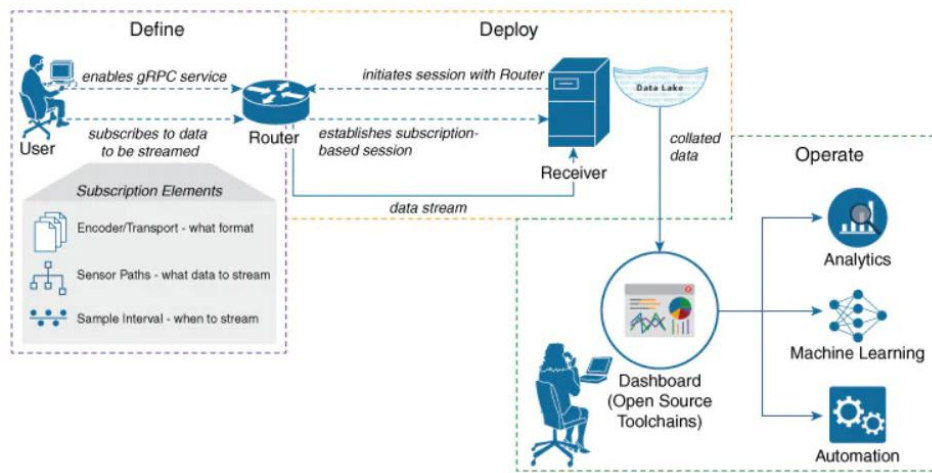 Define
Deploy
enables gRPC service
initiates session with Router
Data Lake
User
subscribes to data
to be streamed
Router
establishes subscription-
based session
Receiver
collated
data
Operate
data stream
Subscription Elements
Encoder/Transport - what format
Sensor Paths - what data to stream
Sample Interval - when to stream
Analytics
Machine Learning
Dashboard
(Open Source
Toolchains)
Automation